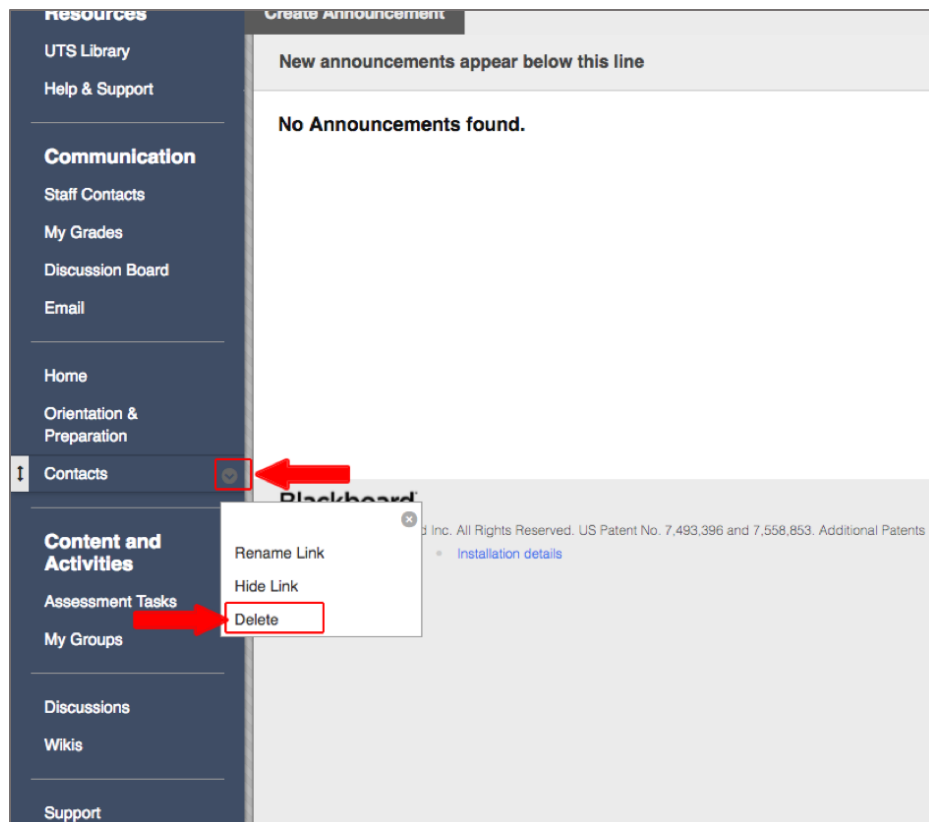 Resources
UTS Library
Help & Support
Communication
Staff Contacts
My Grades
Discussion Board
Email
Home
Orientation &
Preparation
Contacts
Content and
Activities
Assessment Tasks
My Groups
Discussions
Wikis
Support
Create Announcement
New announcements appear below this line
No Announcements found.
Blackboard
Inc. All Rights Reserved. US Patent No. 7,493,396 and 7,558,853. Additional Patents
Installation details
Rename Link
Hide Link
Delete